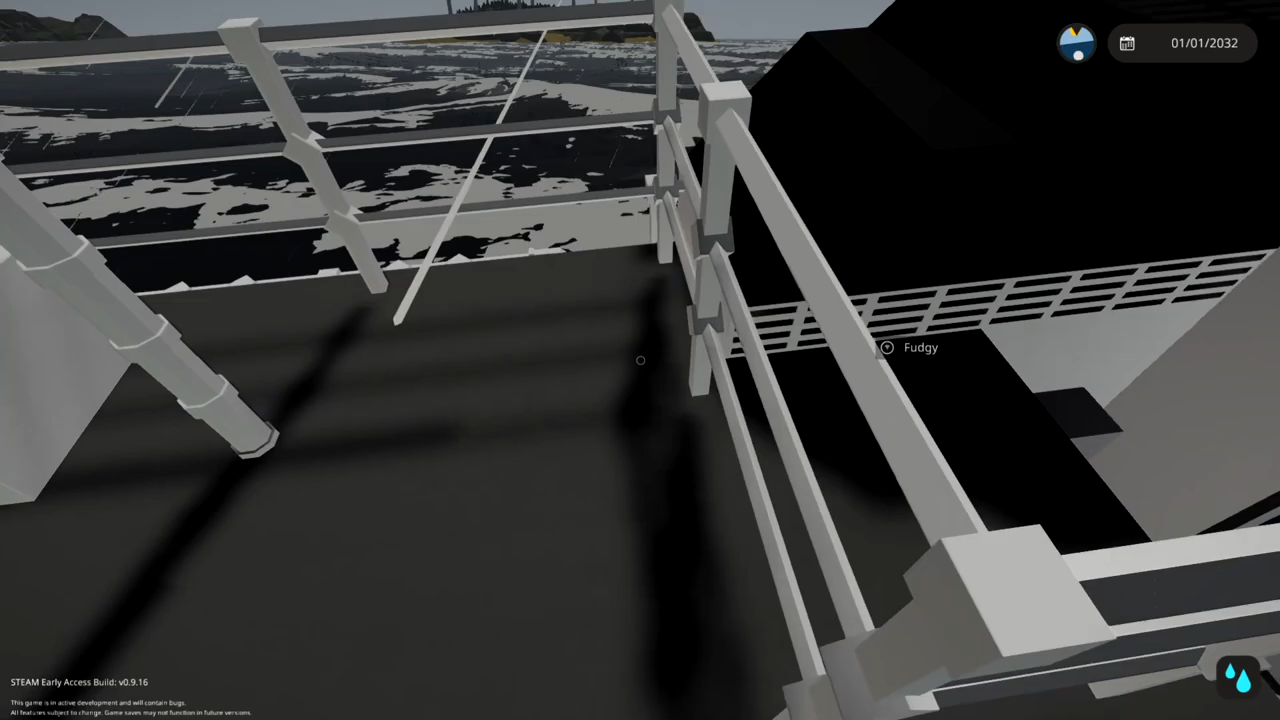 01/01/2032
Fudgy
STEAM Early Access Build: v0.9.16
This game is in active development and will contain bugs.
All features subject to change. Game saves may not function in future versions.